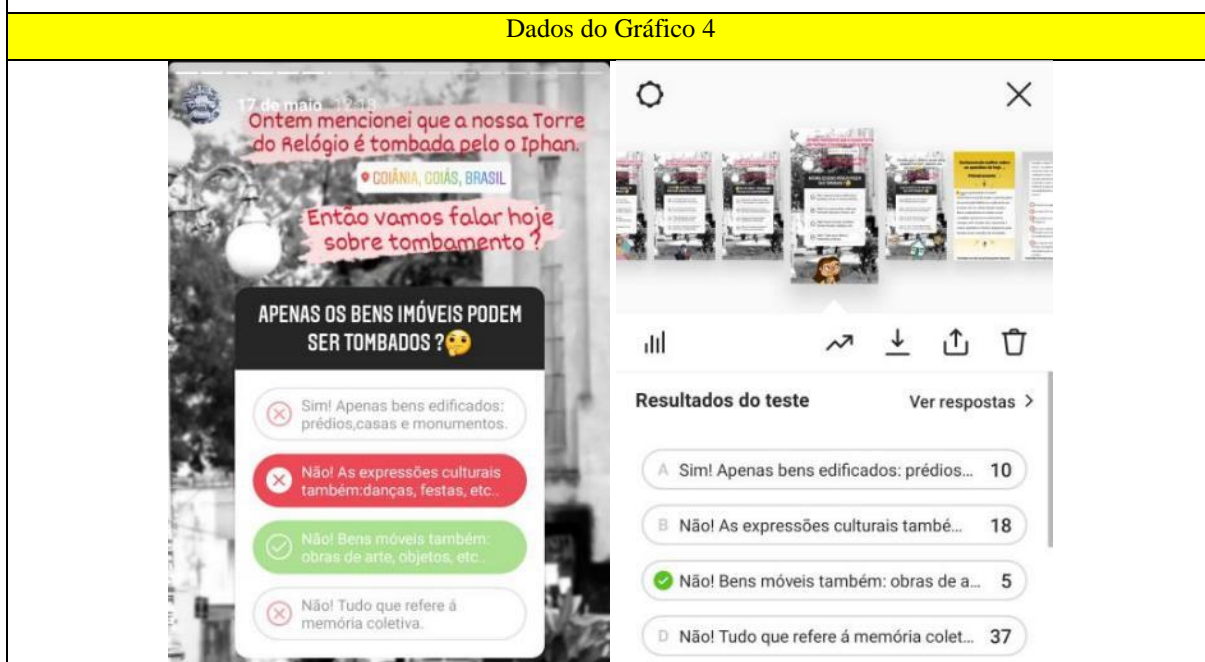 Dados do Gráfico 4
17 de maio 12:18
Ontem mencionei que a nossa Torre
do Relógio é tombada pelo o Iphan.
GOIÂNIA, GOIÁS, BRASIL
Então vamos falar hoje
sobre tombamento ?
APENAS OS BENS IMÓVEIS PODEM
SER TOMBADOS ?
Sim! Apenas bens edificados:
prédios,casas e monumentos.
Não! As expressões culturais
também:danças, festas, etc..
Não! Bens móveis também:
obras de arte, objetos, etc..
Não! Tudo que refere á
memória coletiva.
Resultados do teste
Ver respostas >
A Sim! Apenas bens edificados: prédios... 10
B Não! As expressões culturais també... 18
Não! Bens móveis também: obras de a... 5
D Não! Tudo que refere á memória colet... 37